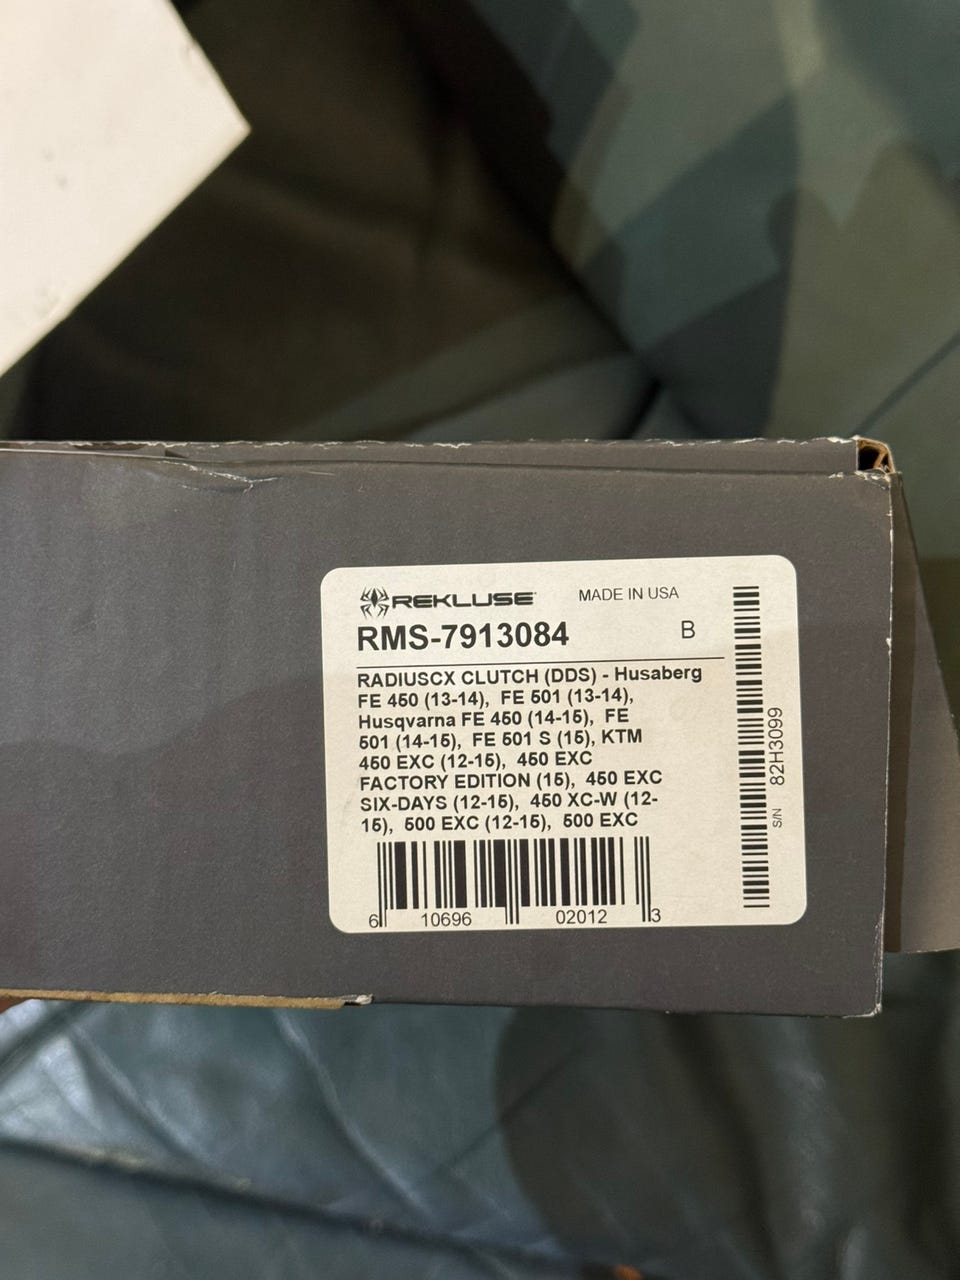 REKLUSE MADE IN USA
RMS-7913084 B
RADIUSCX CLUTCH (DDS) - Husaberg
FE 450 (13-14), FE 501 (13-14),
Husqvarna FE 450 (14-15), FE
501 (14-15), FE 501 S (15), KTM
450 EXC (12-15), 450 EXC
FACTORY EDITION (15), 450 EXC
SIX-DAYS (12-15), 450 XC-W (12-
15), 500 EXC (12-15), 500 EXC
6 10696 02012 3
S/N 82H3099